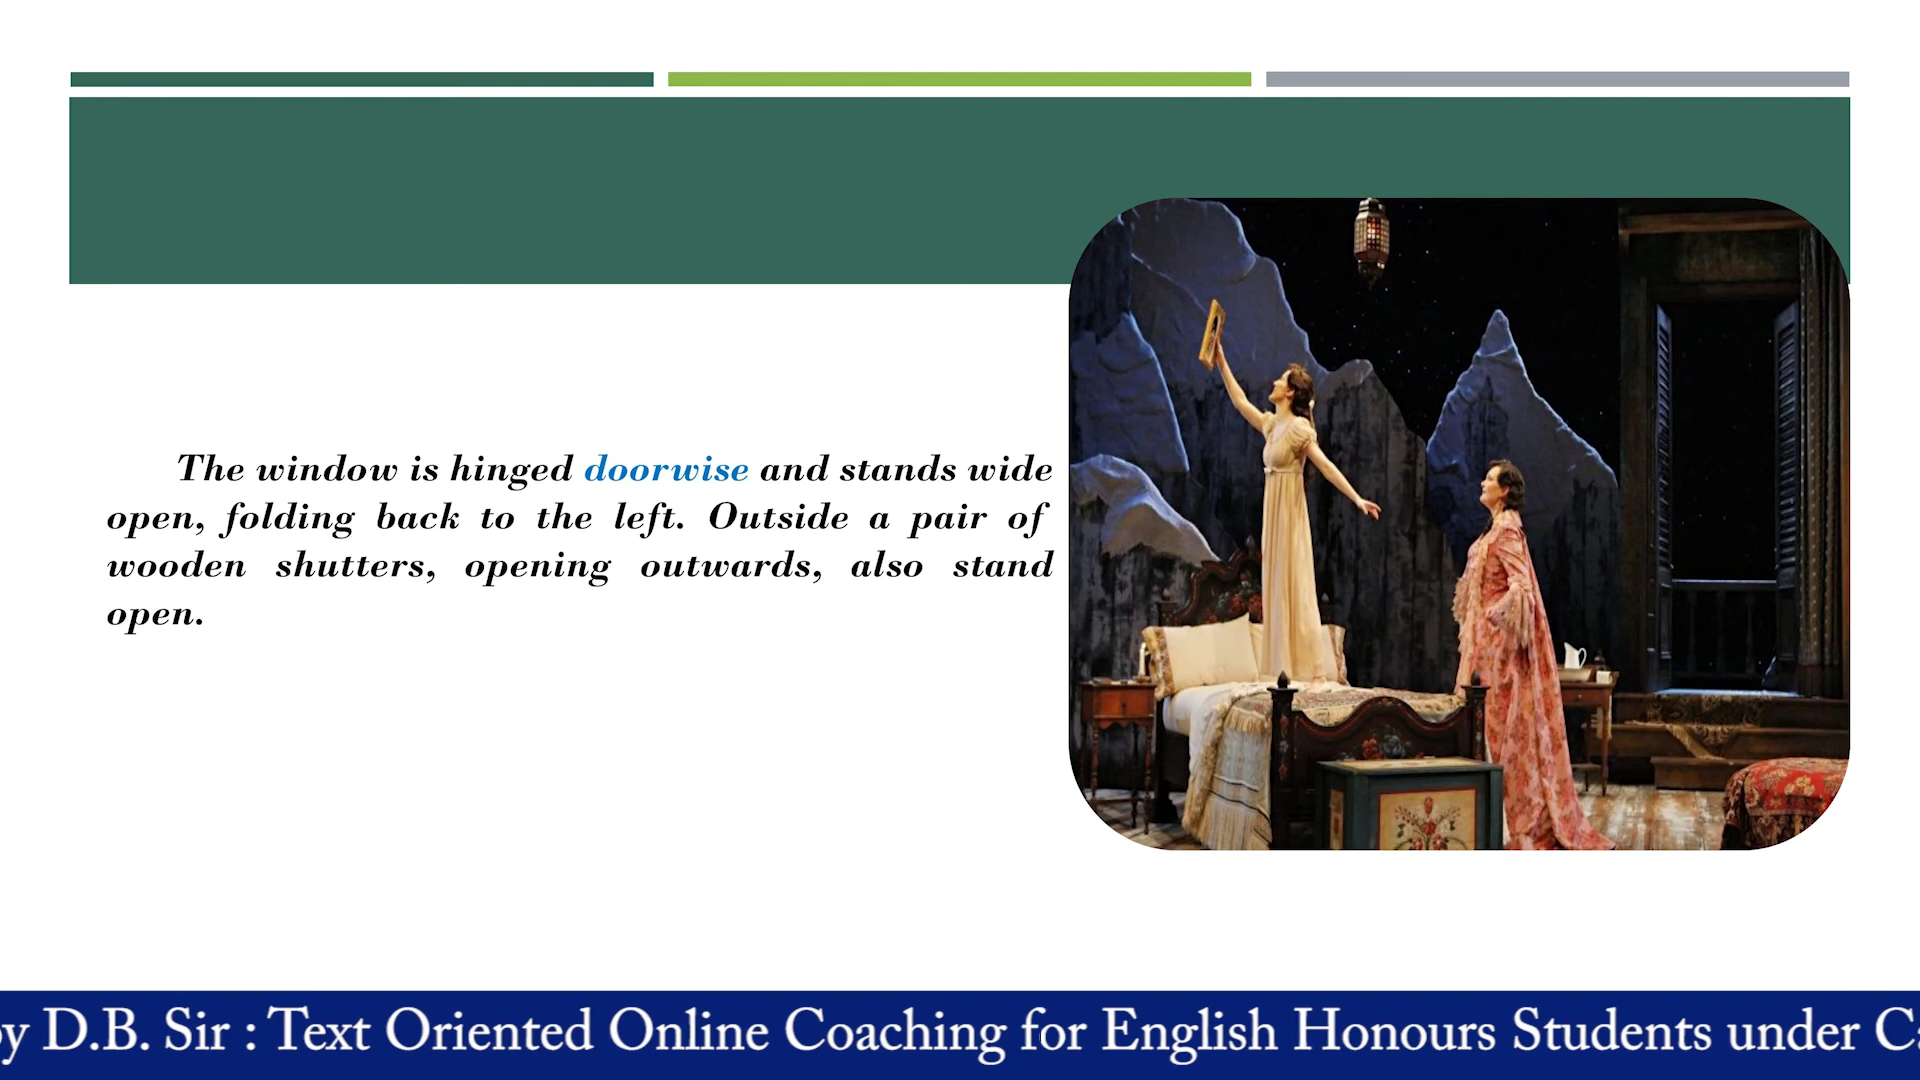 The window is hinged doorwise and stands wide
open, folding back to the left. Outside a pair of
wooden shutters, opening outwards, also stand
open.
D.B. Sir : Text Oriented Online Coaching for English Honours Students under